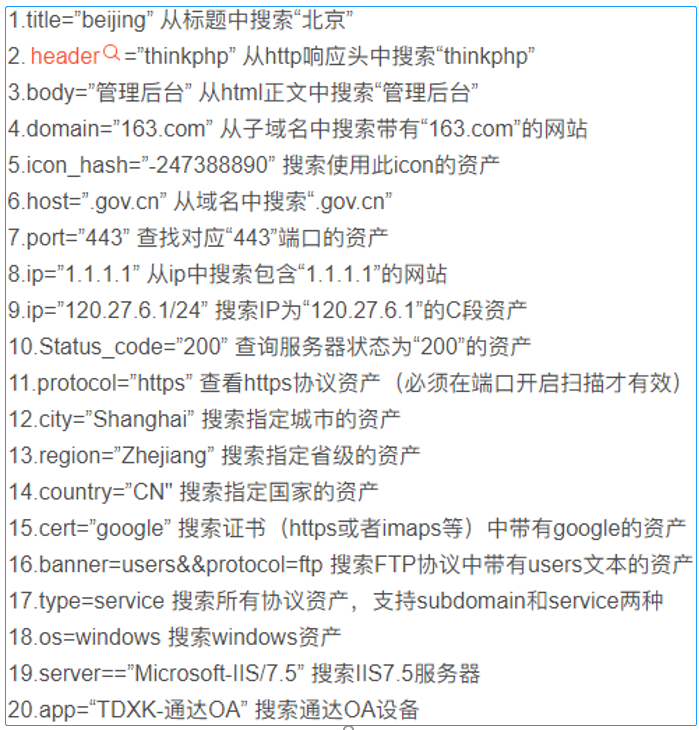 1.title=”beijing” 从标题中搜索“北京”
2. header =”thinkphp” 从http响应头中搜索“thinkphp”
3.body=”管理后台” 从html正文中搜索“管理后台”
4.domain=”163.com” 从子域名中搜索带有“163.com”的网站
5.icon_hash=”-247388890” 搜索使用此icon的资产
6.host=”.gov.cn” 从域名中搜索“.gov.cn”
7.port=”443” 查找对应“443”端口的资产
8.ip=”1.1.1.1” 从ip中搜索包含“1.1.1.1”的网站
9.ip=”120.27.6.1/24” 搜索IP为“120.27.6.1”的C段资产
10.Status_code=”200” 查询服务器状态为“200”的资产
11.protocol=”https” 查看https协议资产（必须在端口开启扫描才有效）
12.city=”Shanghai” 搜索指定城市的资产
13.region=”Zhejiang” 搜索指定省级的资产
14.country=”CN" 搜索指定国家的资产
15.cert=”google” 搜索证书（https或者imaps等）中带有google的资产
16.banner=users&&protocol=ftp 搜索FTP协议中带有users文本的资产
17.type=service 搜索所有协议资产，支持subdomain和service两种
18.os=windows 搜索windows资产
19.server==”Microsoft-IIS/7.5” 搜索IIS7.5服务器
20.app=“TDXK-通达OA” 搜索通达OA设备